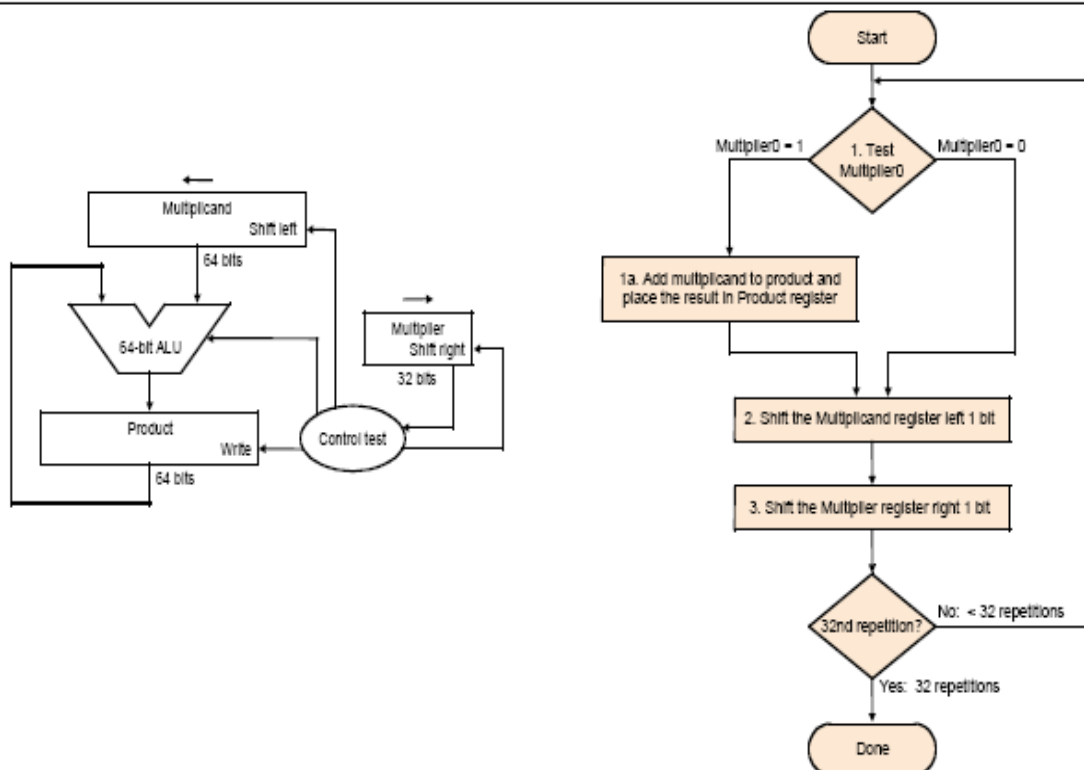 Multiplicand
Shift left
64 bits
64-bit ALU
Multiplier
Shift right
32 bits
Product
Write
Control test
64 bits
Start
Multiplier0 = 1
1. Test
Multiplier0
Multiplier0 = 0
1a. Add multiplicand to product and
place the result in Product register
2. Shift the Multiplicand register left 1 bit
3. Shift the Multiplier register right 1 bit
32nd repetition?
No: < 32 repetitions
Yes: 32 repetitions
Done